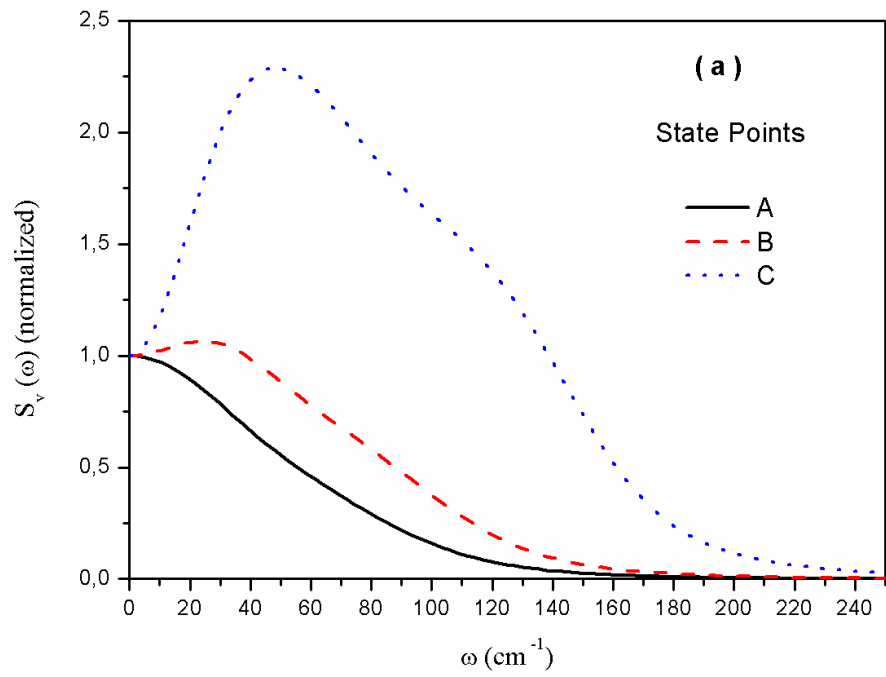 2,5
2,0
1,5
1,0
0,5
0,0
S_v (ω) (normalized)
( a )
State Points
A
B
C
0 20 40 60 80 100 120 140 160 180 200 220 240
ω (cm⁻¹)